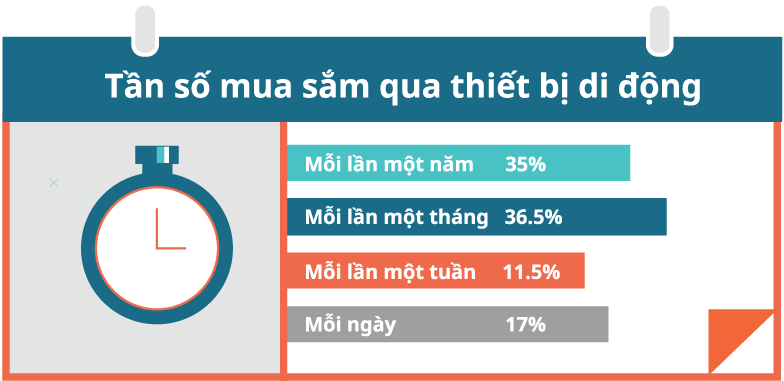 Tần số mua sắm qua thiết bị di động
Mỗi lần một năm 35%
Mỗi lần một tháng 36.5%
Mỗi lần một tuần 11.5%
Mỗi ngày 17%